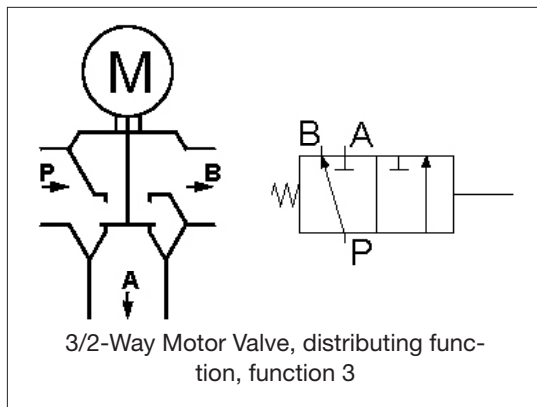 M
P
B
A
B A
P
3/2-Way Motor Valve, distributing func-
tion, function 3